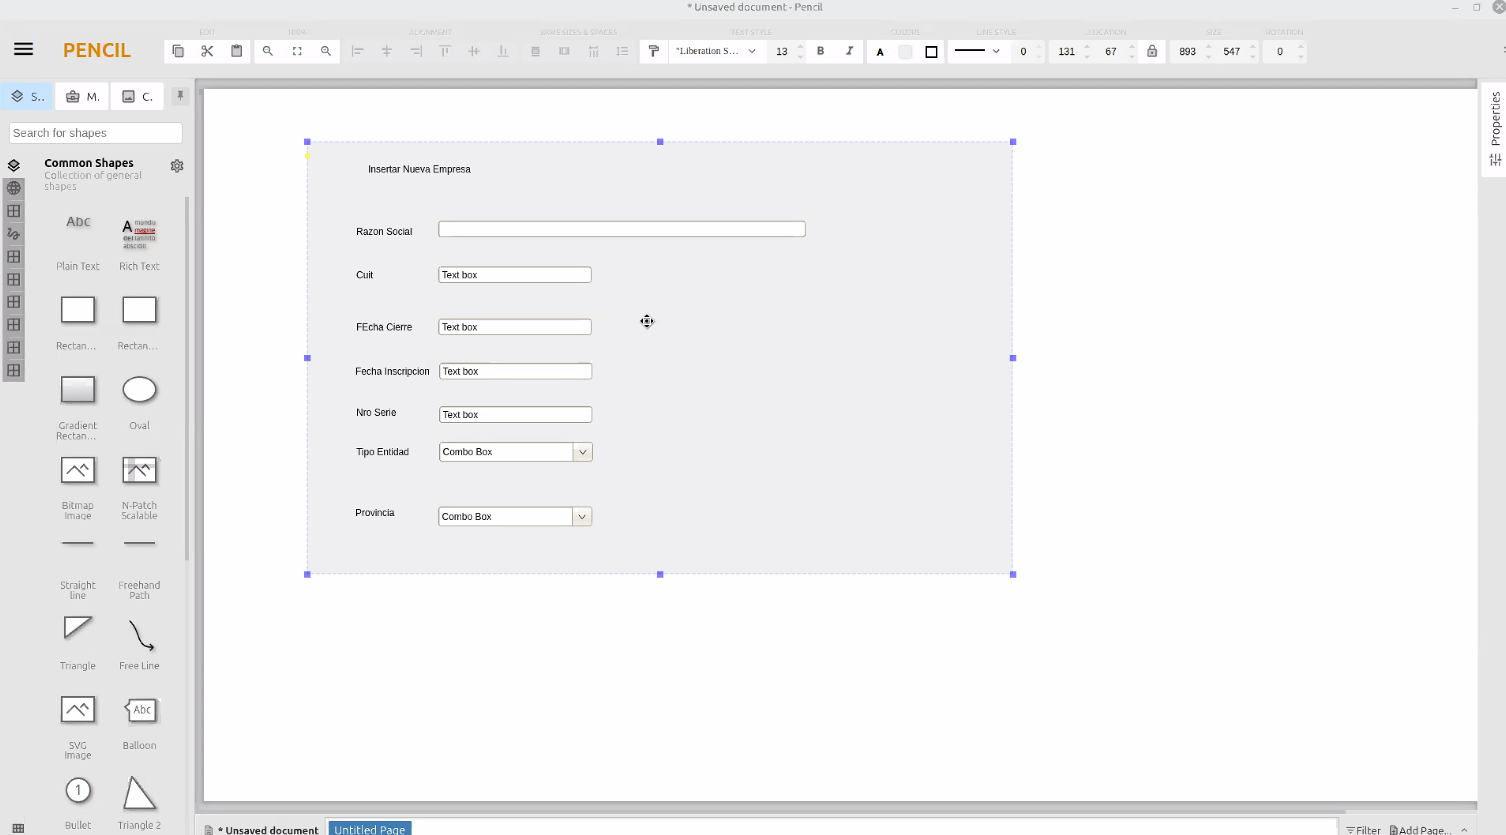 * Unsaved document - Pencil
EDIT
100%
ALIGNMENT
SAME SIZES & SPACES
TEXT STYLE
COLORS
LINE STYLE
LOCATION
SIZE
ROTATION
PENCIL
"Liberation S...
13
B
I
A
0
131
67
893
547
0
S..
M.
C.
Search for shapes
Common Shapes
Collection of general
shapes
Abc
Plain Text
Rich Text
Rectan...
Rectan...
Gradient
Rectan...
Oval
Bitmap
Image
N-Patch
Scalable
Straight
line
Freehand
Path
Triangle
Free Line
SVG
Image
Abc
Balloon
1
Bullet
Triangle 2
Insertar Nueva Empresa
Razon Social
Cuit
Text box
FEcha Cierre
Text box
Fecha Inscripcion
Text box
Nro Serie
Text box
Tipo Entidad
Combo Box
Provincia
Combo Box
Properties
* Unsaved document
Untitled Page
Filter
Add Page...